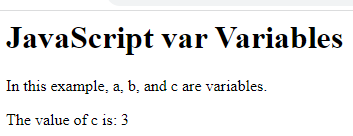 JavaScript var Variables
In this example, a, b, and c are variables.
The value of c is: 3